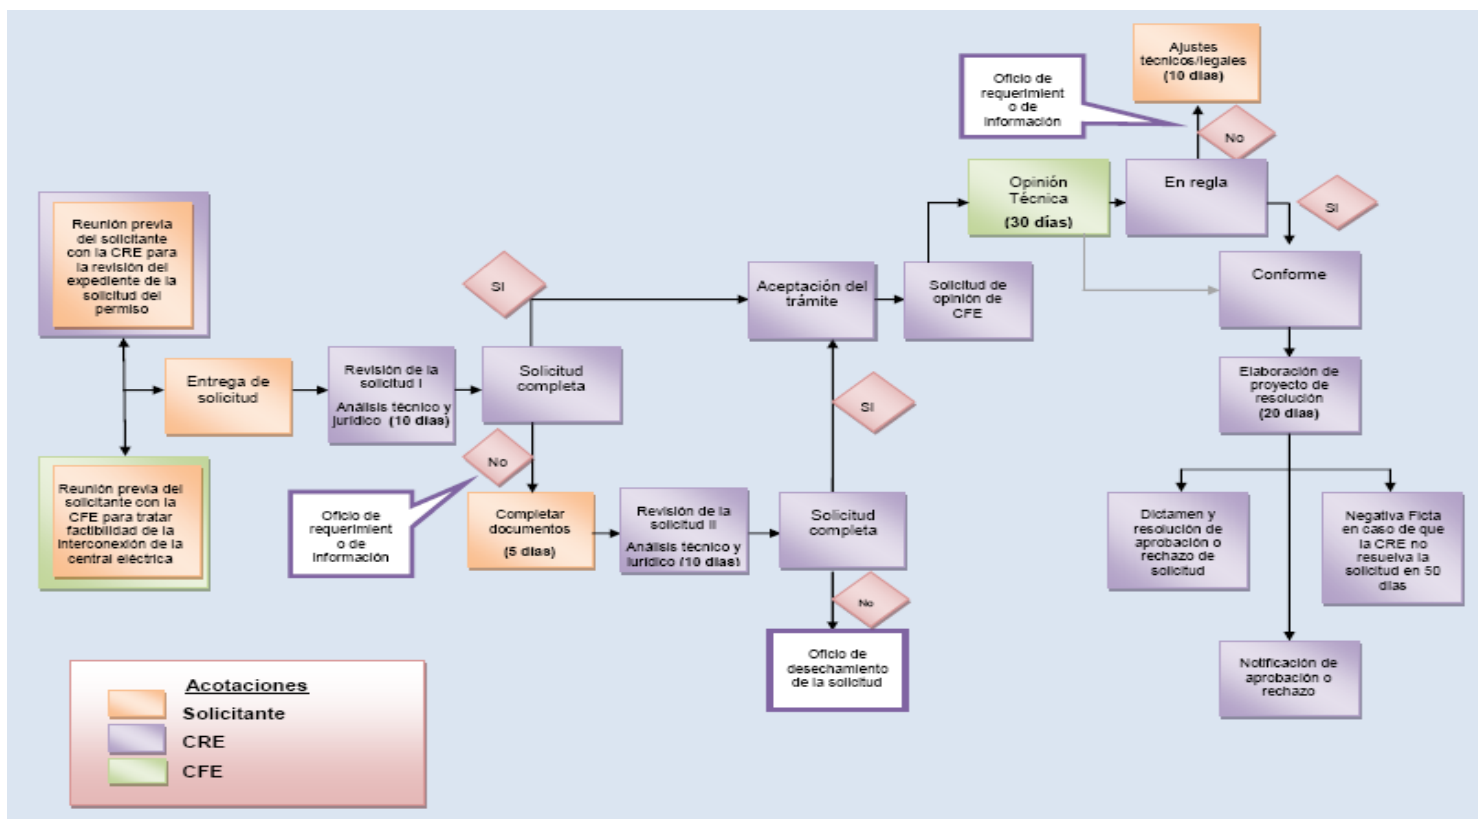 Reunión previa
del solicitante
con la CRE para
la revisión del
expediente de la
solicitud del
permiso
Reunión previa del
solicitante con la
CFE para tratar
factibilidad de la
Interconexión de la
central eléctrica
Entrega de
solicitud
Revisión de la
solicitud I
Análisis técnico y
jurídico (10 días)
Solicitud
completa
SI
No
Oficio de
requerimient
o de
Información
Completar
documentos
(5 días)
Revisión de la
solicitud II
Análisis técnico y
jurídico (10 días)
Solicitud
completa
SI
No
Oficio de
desechamiento
de la solicitud
Aceptación del
trámite
Solicitud de
opinión de
CFE
Opinión
Técnica
(30 días)
En regla
No
Oficio de
requerimient
o de
Información
Ajustes
técnicos/legales
(10 días)
SI
Conforme
Elaboración de
proyecto de
resolución
(20 días)
Dictamen y
resolución de
aprobación o
rechazo de
solicitud
Negativa Ficta
en caso de que
la CRE no
resuelva la
solicitud en 50
días
Notificación de
aprobación o
rechazo
Acotaciones
Solicitante
CRE
CFE